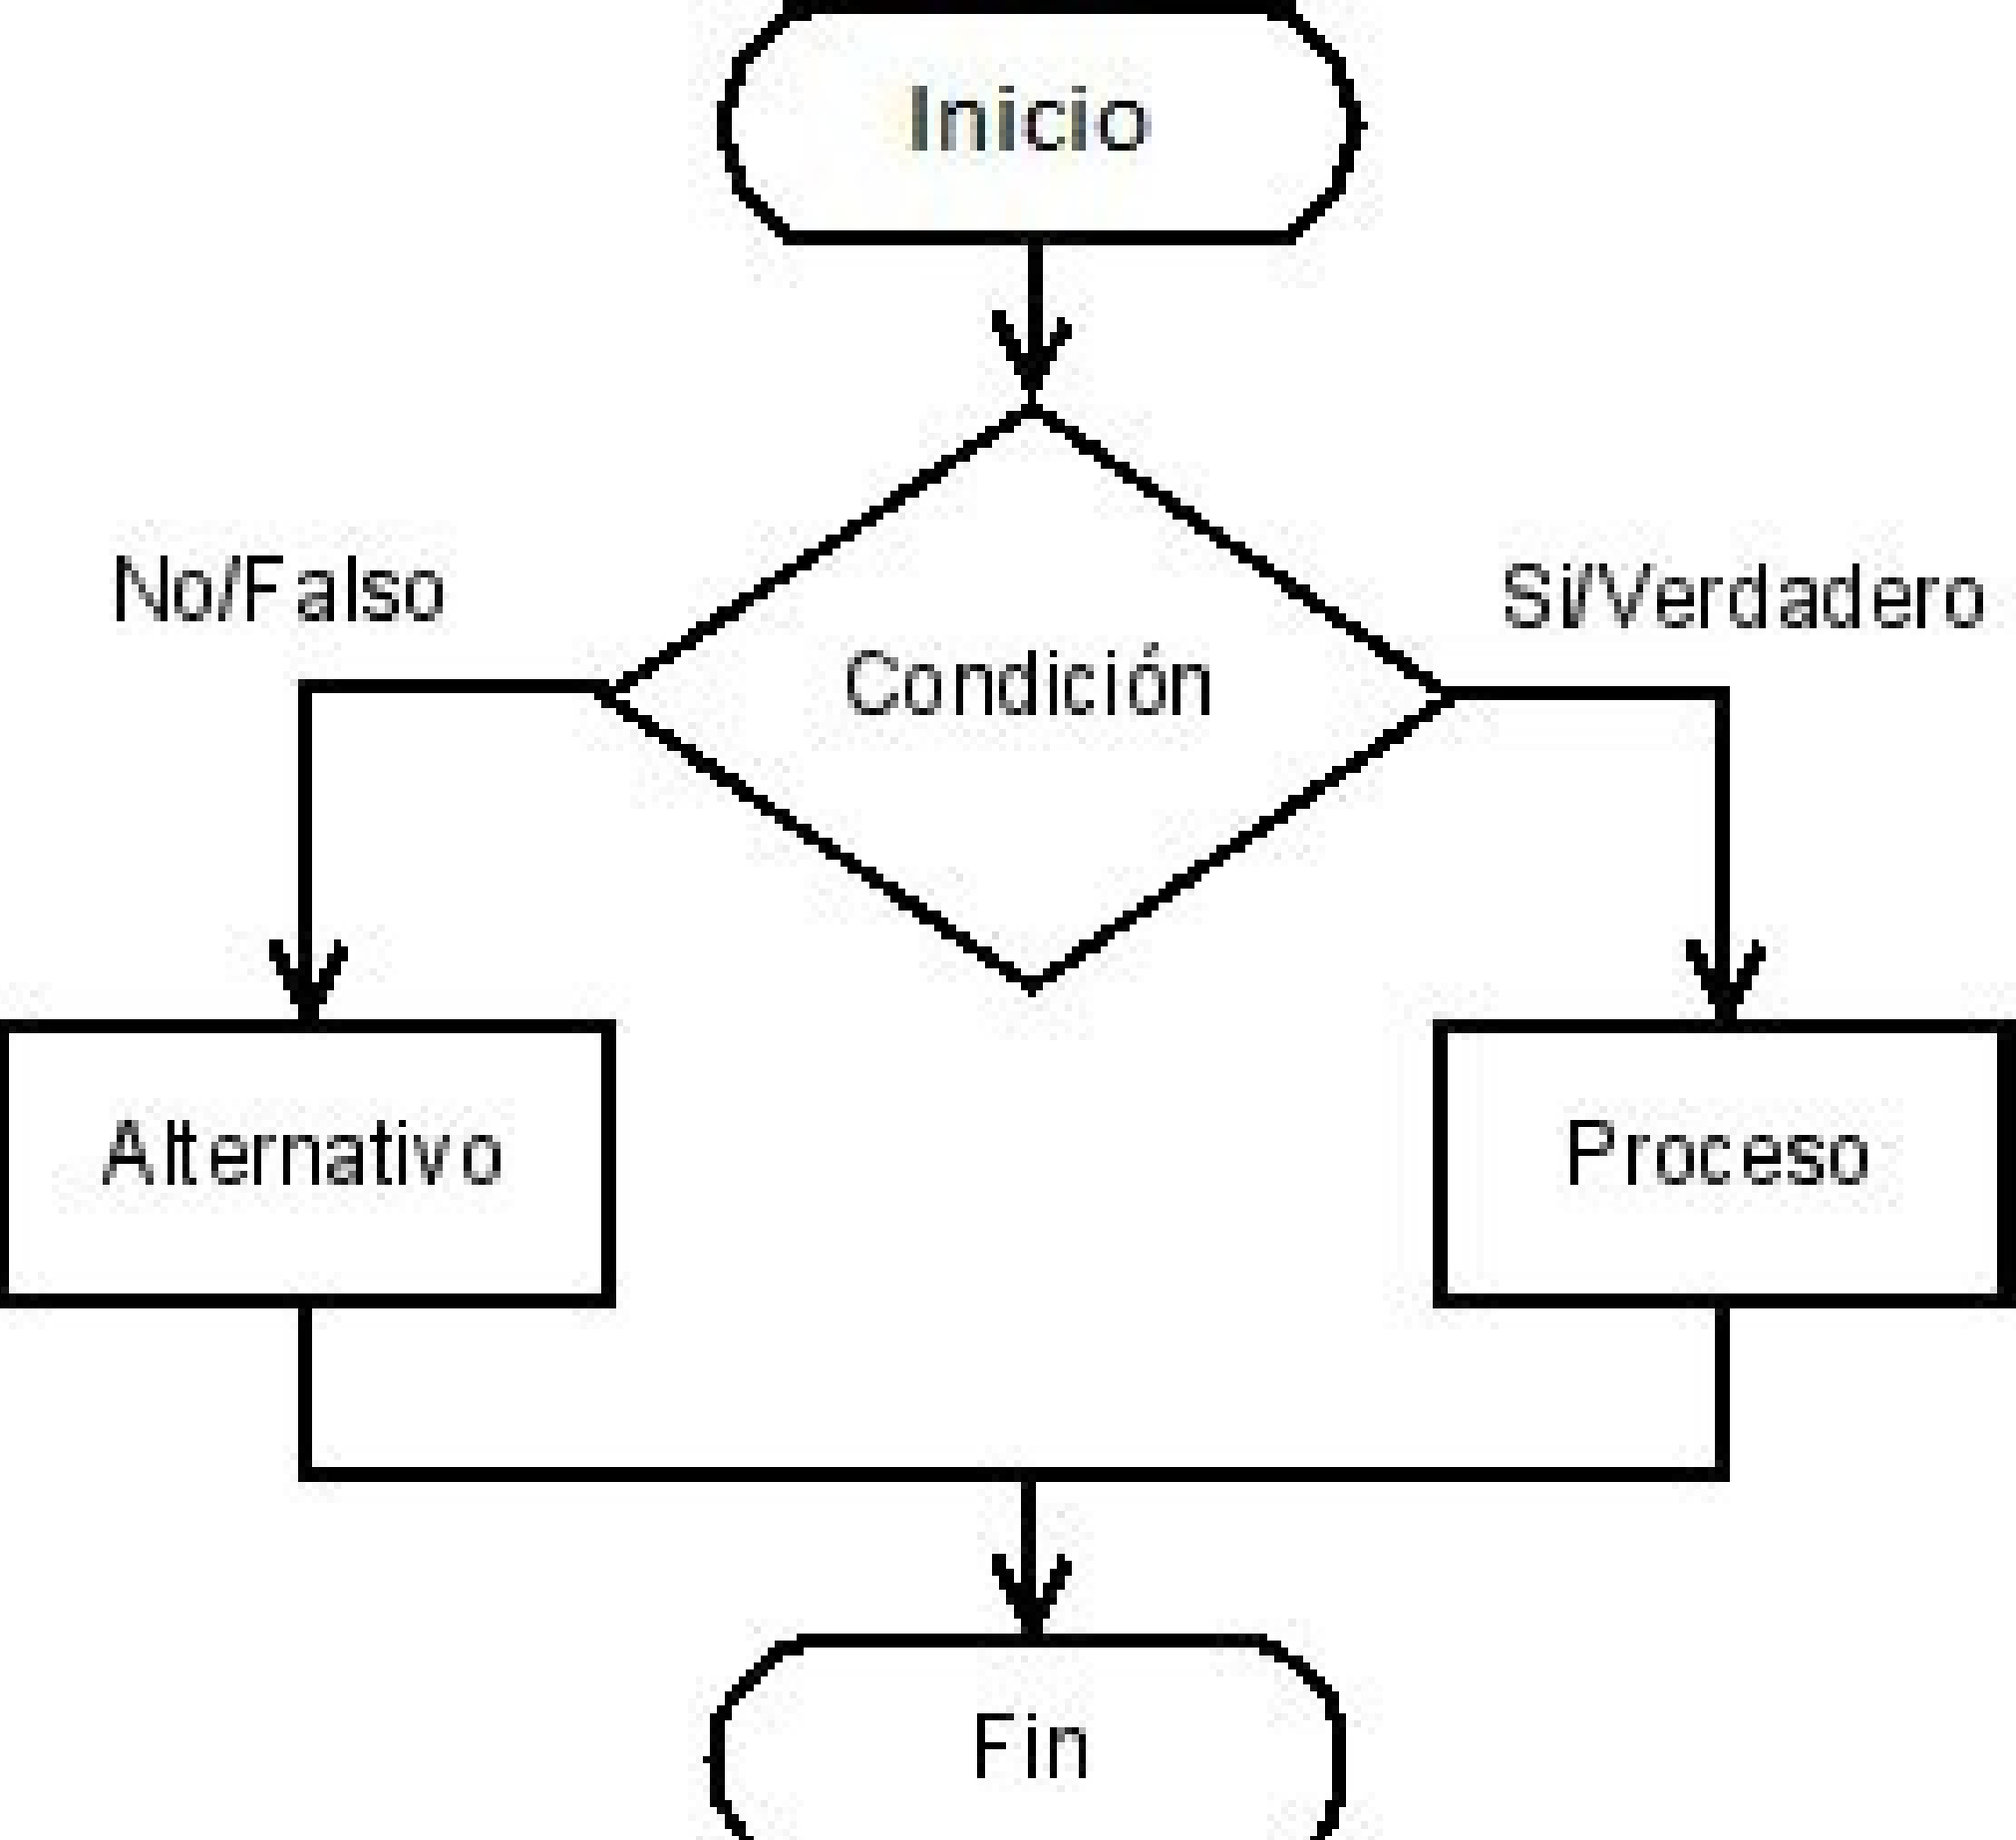 Inicio
No/Falso
Si/Verdadero
Condición
Alternativo
Proceso
Fin